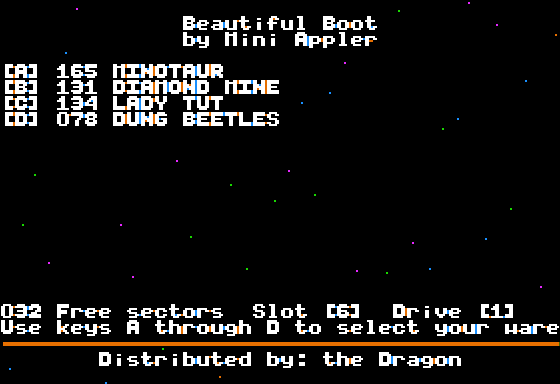 Beautiful Boot
by Mini Appler
[A] 165 MINOTAUR
[B] 131 DIAMOND MINE
[C] 134 LADY TUT
[D] 078 DUNG BEETLES
032 Free sectors Slot [6] Drive [1]
Use keys A through D to select your ware
Distributed by: the Dragon